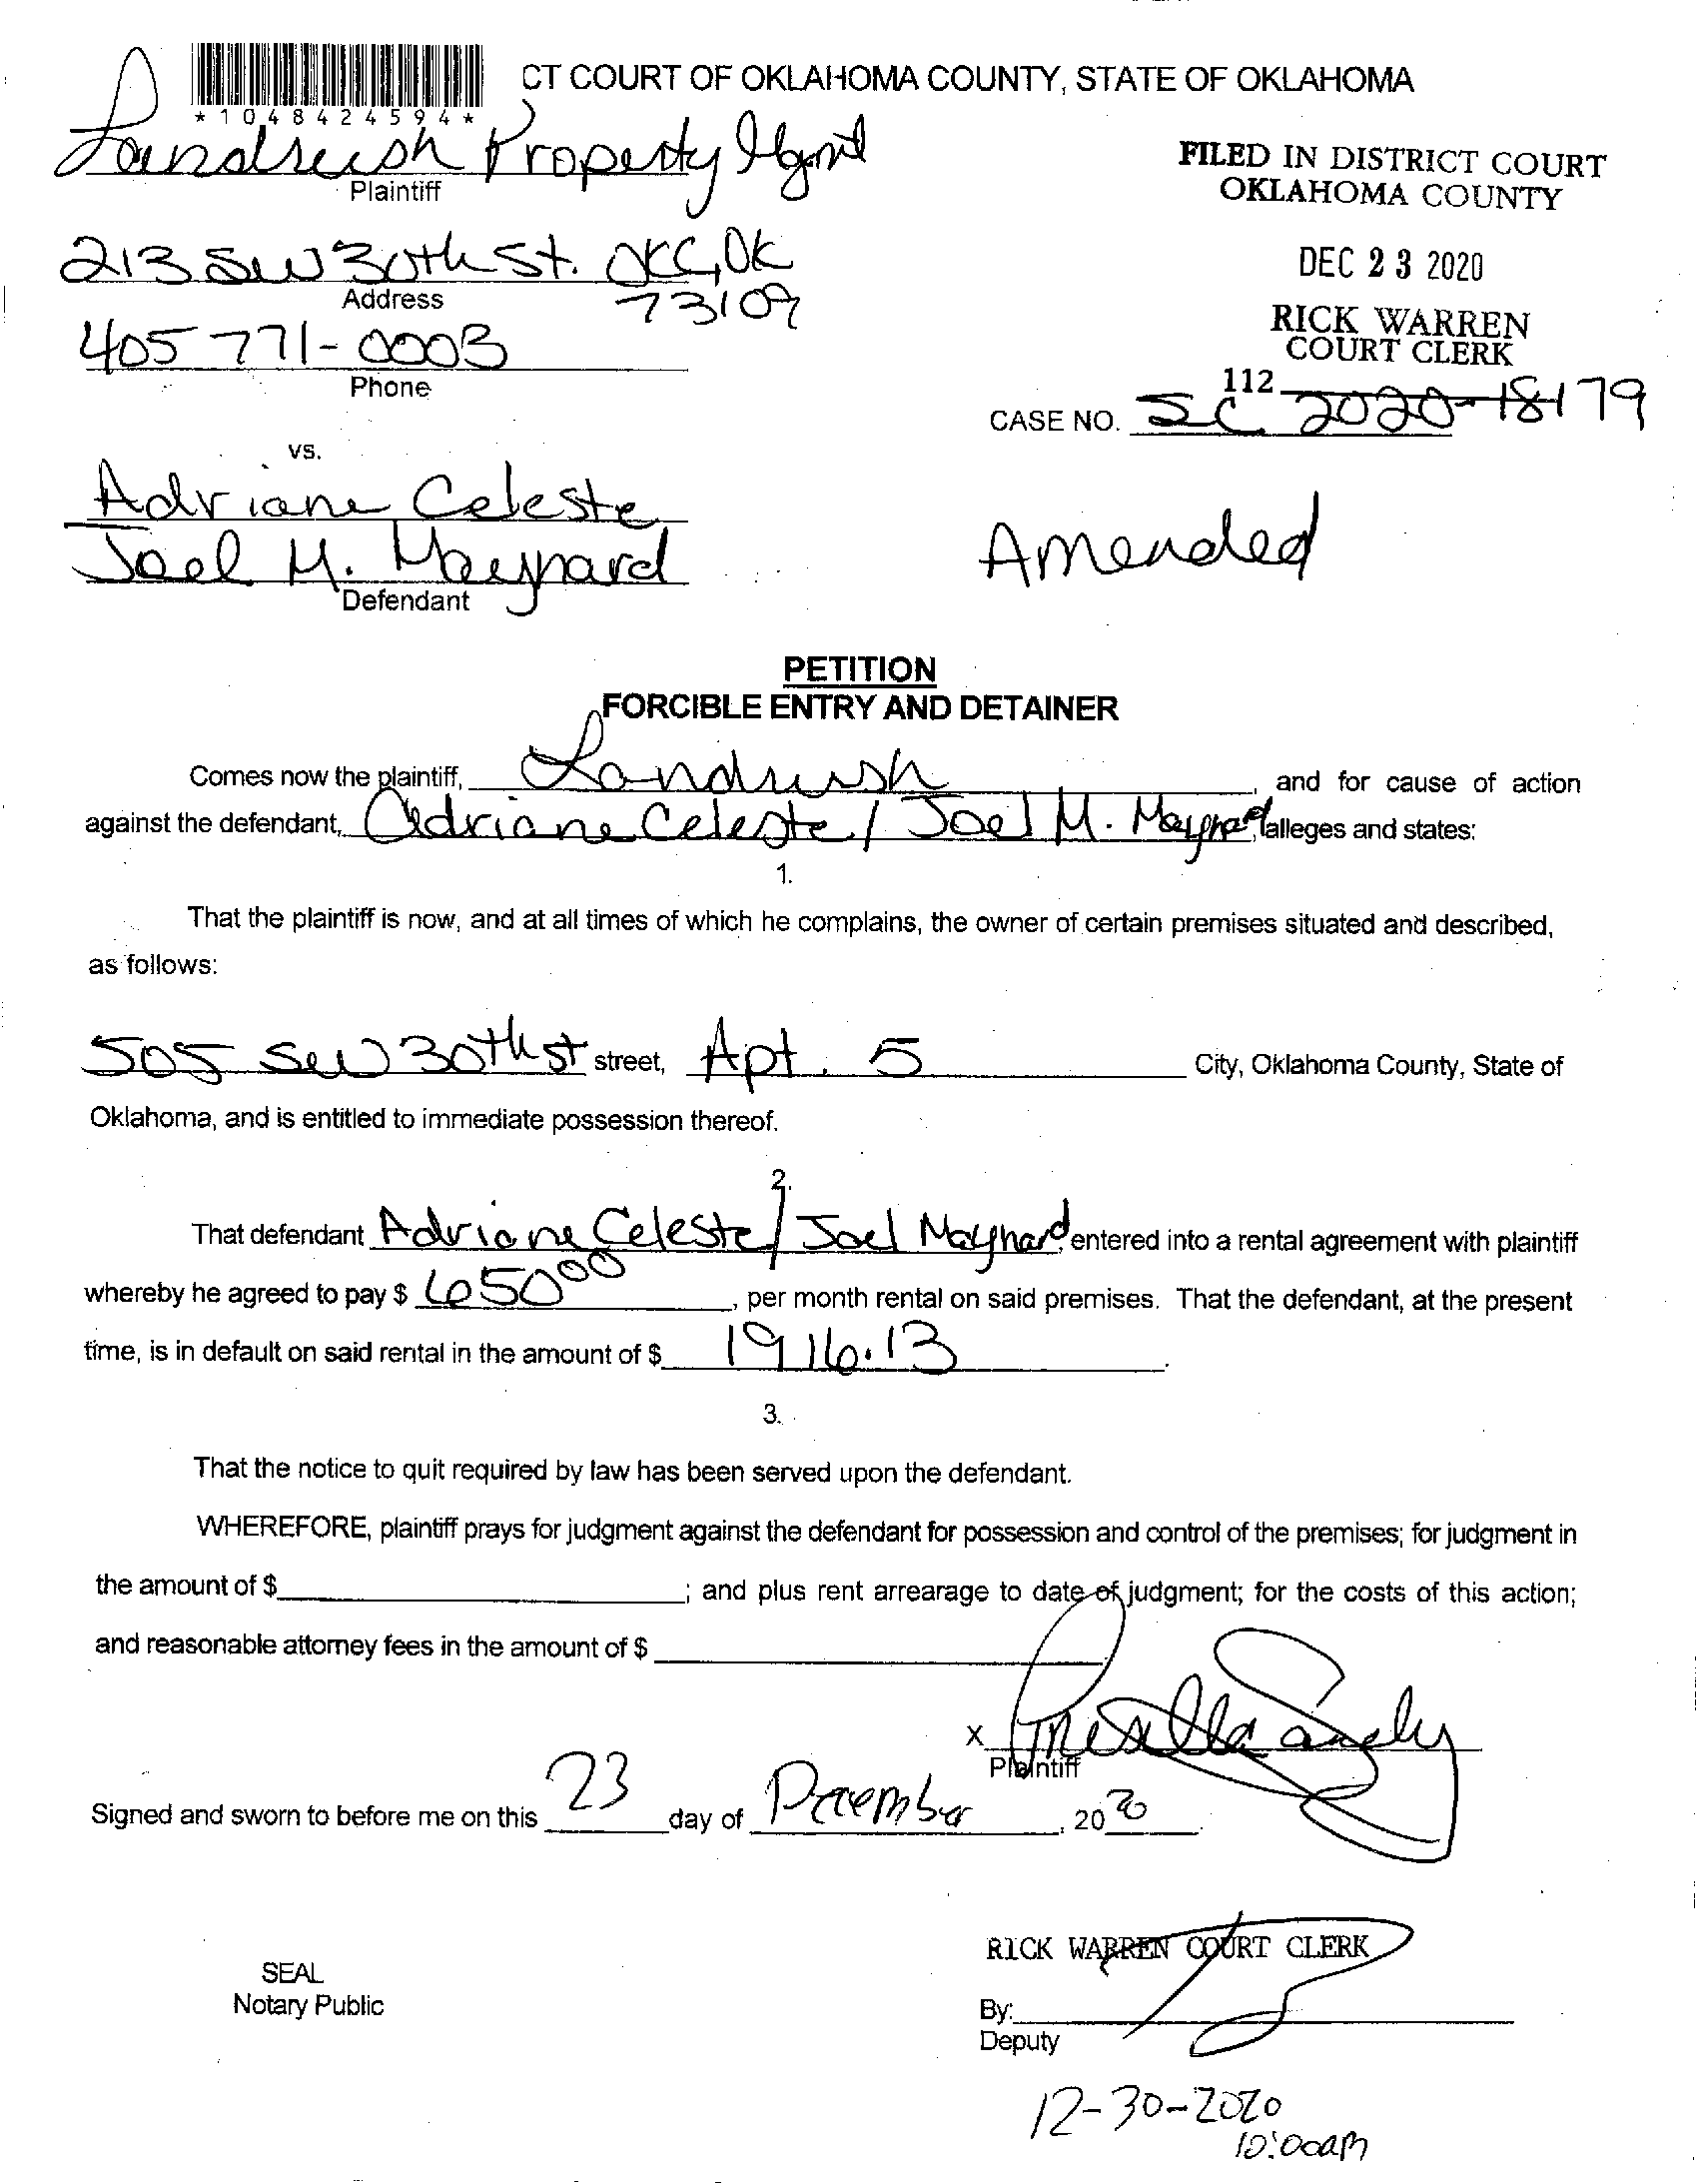 CT COURT OF OKLAHOMA COUNTY, STATE OF OKLAHOMA
*1048424594*
Landrush Property Mgmt
Plaintiff
FILED IN DISTRICT COURT
OKLAHOMA COUNTY
213 SW 30th St. OKC, OK
Address
73109
DEC 23 2020
405 771-0003
Phone
RICK WARREN
COURT CLERK
112
CASE NO. SC 2020-18179
vs.
Adriane Celeste
Joel M. Maynard
Defendant
Amended
PETITION
FORCIBLE ENTRY AND DETAINER
Comes now the plaintiff, Landrush, and for cause of action
against the defendant, Adriane Celeste / Joel M. Maynard, alleges and states:
1.
That the plaintiff is now, and at all times of which he complains, the owner of certain premises situated and described,
as follows:
505 SW 30th st street, Apt. 5 City, Oklahoma County, State of
Oklahoma, and is entitled to immediate possession thereof.
2.
That defendant Adriane Celeste / Joel Maynard, entered into a rental agreement with plaintiff
whereby he agreed to pay $ 650 00, per month rental on said premises. That the defendant, at the present
time, is in default on said rental in the amount of $ 1916.13.
3.
That the notice to quit required by law has been served upon the defendant.
WHEREFORE, plaintiff prays for judgment against the defendant for possession and control of the premises; for judgment in
the amount of $ ; and plus rent arrearage to date of judgment; for the costs of this action;
and reasonable attorney fees in the amount of $
X
Plaintiff
Signed and sworn to before me on this 23 day of December, 2020.
RICK WARREN COURT CLERK
SEAL
Notary Public
By:
Deputy
12-30-2020
10:00am